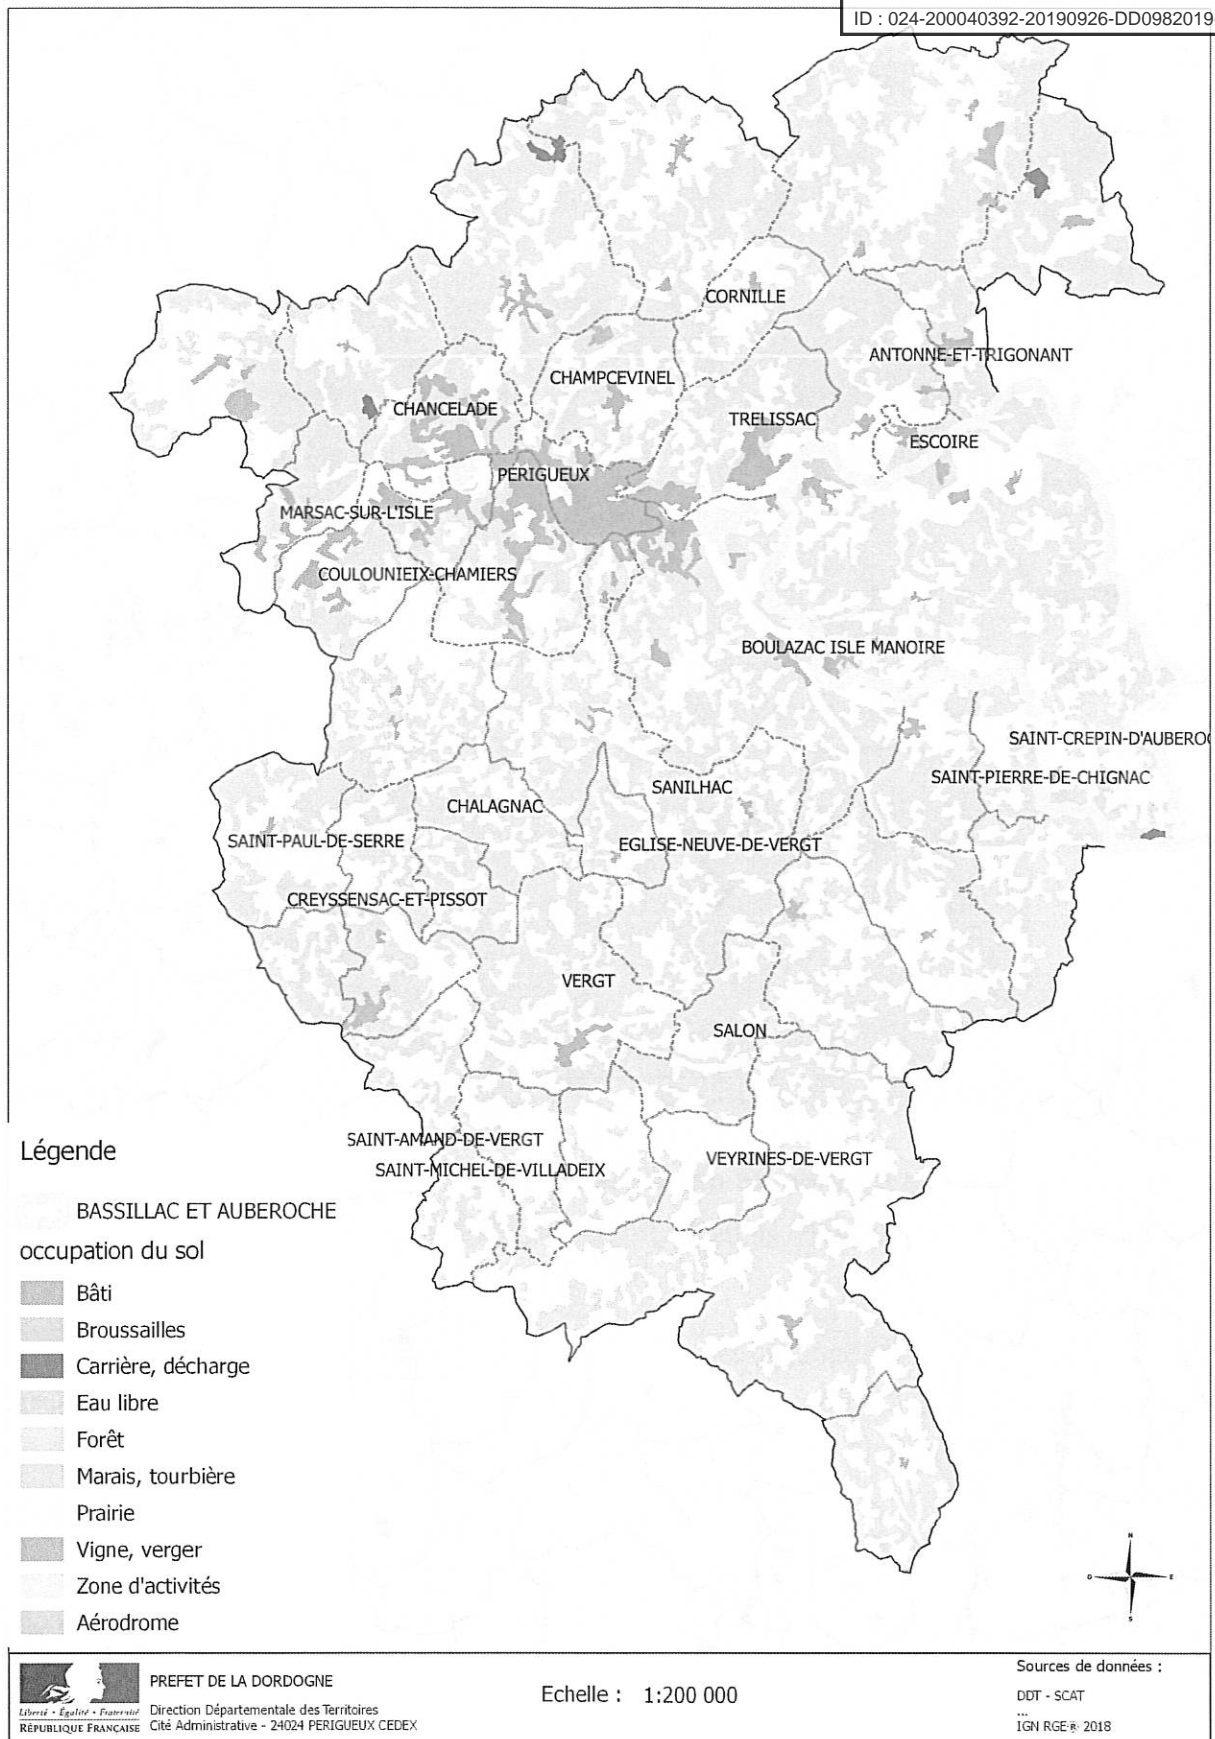 ID : 024-200040392-20190926-DD0982019
CORNILLE
ANTONNE-ET-TRIGONANT
CHAMPCEVINEL
CHANCELADE
TRELISSAC
ESCOIRE
PERIGUEUX
MARSAC-SUR-L'ISLE
COULOUNIEIX-CHAMIERS
BOULAZAC ISLE MANOIRE
SAINT-CREPIN-D'AUBERO
SAINT-PIERRE-DE-CHIGNAC
SANILHAC
CHALAGNAC
SAINT-PAUL-DE-SERRE
EGLISE-NEUVE-DE-VERGT
CREYSSENSAC-ET-PISSOT
VERGT
SALON
SAINT-AMAND-DE-VERGT
SAINT-MICHEL-DE-VILLADEIX
VEYRINES-DE-VERGT
Légende
BASSILLAC ET AUBEROCHE
occupation du sol
Bâti
Broussailles
Carrière, décharge
Eau libre
Forêt
Marais, tourbière
Prairie
Vigne, verger
Zone d'activités
Aérodrome
N
O
E
S
Liberté • Égalité • Fraternité
RÉPUBLIQUE FRANÇAISE
PREFET DE LA DORDOGNE
Direction Départementale des Territoires
Cité Administrative - 24024 PERIGUEUX CEDEX
Echelle : 1:200 000
Sources de données :
DDT - SCAT
...
IGN RGE® 2018